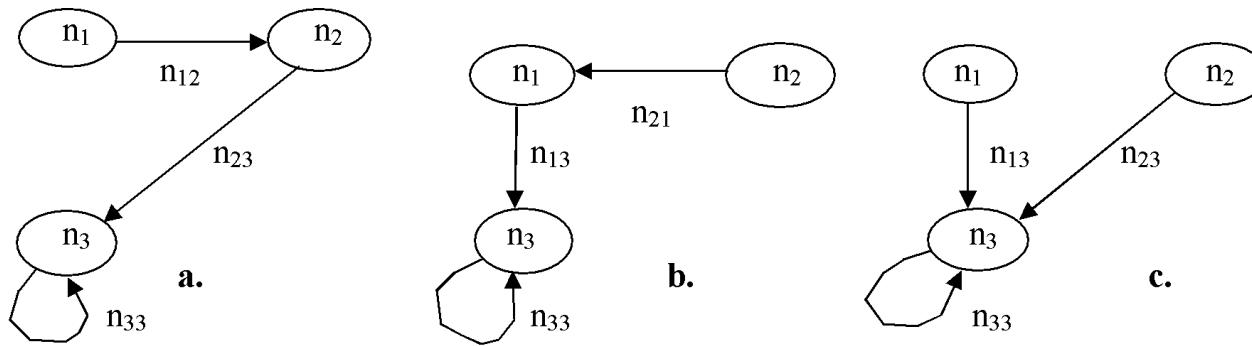 n₁ n₂
n₁₂
n₂₃
n₃
n₃₃
a.
n₁ n₂
n₂₁
n₁₃
n₃
n₃₃
b.
n₁ n₂
n₁₃ n₂₃
n₃
n₃₃
c.